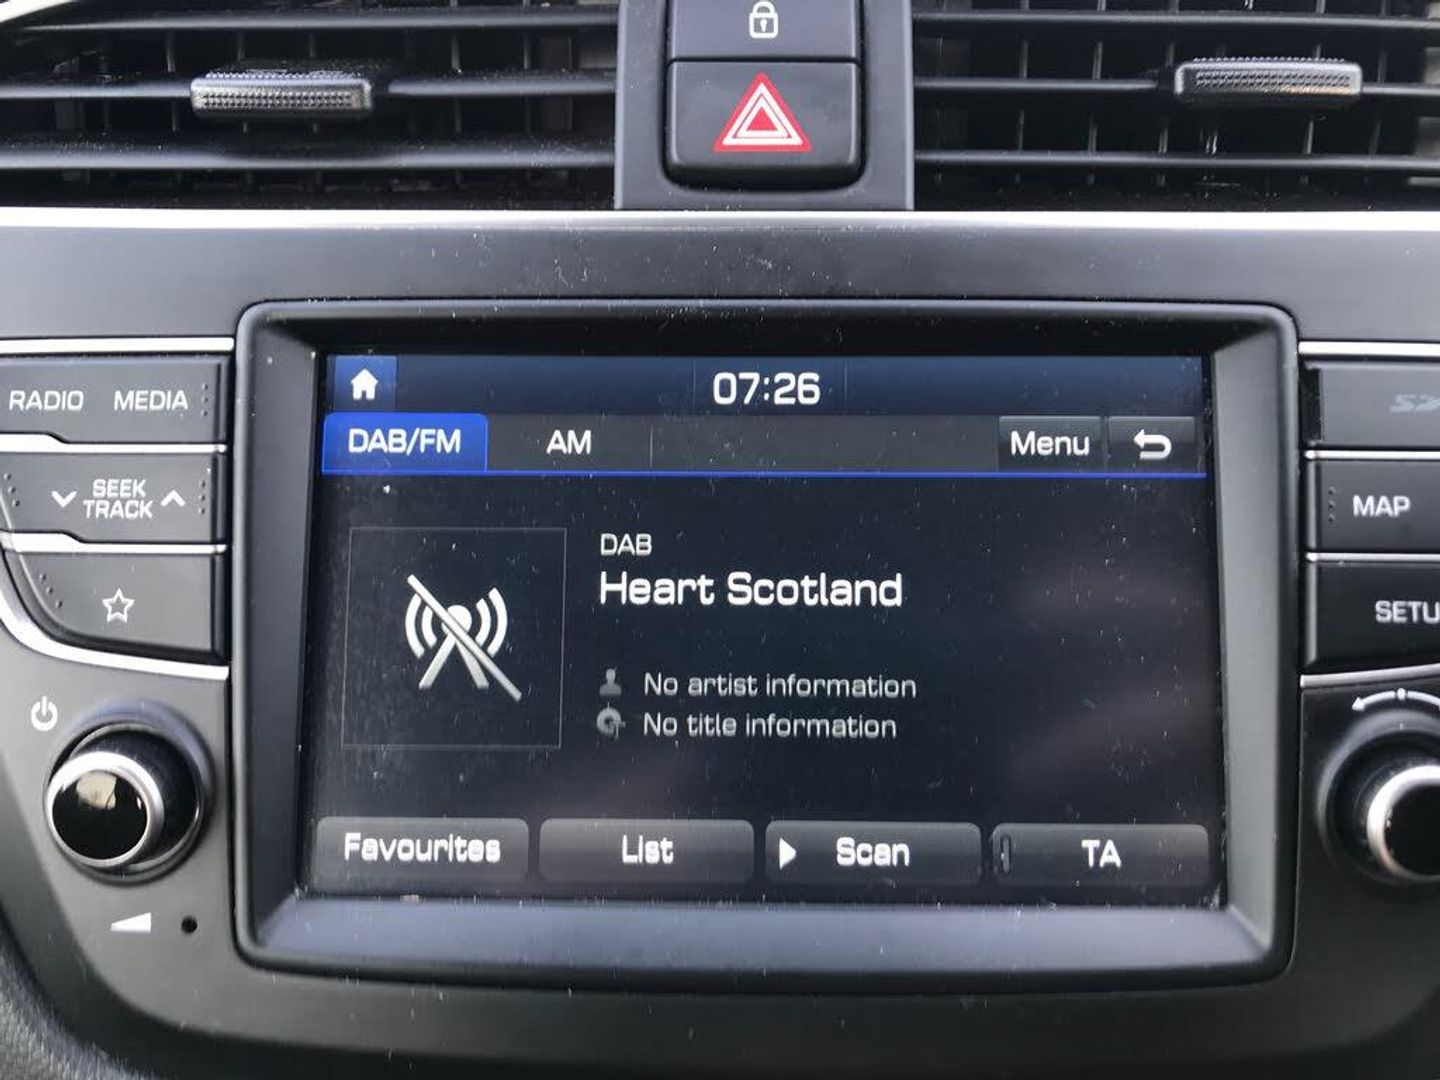 07:26
RADIO MEDIA
DAB/FM AM Menu
SEEK
TRACK
MAP
DAB
Heart Scotland
SETU
No artist information
No title information
Favourites List Scan TA